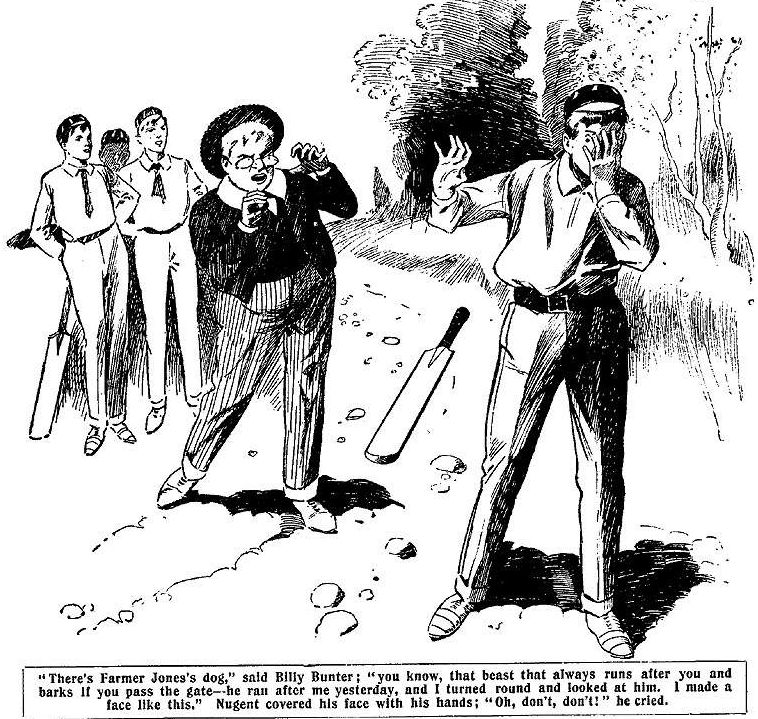 "There's Farmer Jones's dog," said Billy Bunter; "you know, that beast that always runs after you and
barks if you pass the gate--he ran after me yesterday, and I turned round and looked at him. I made a
face like this." Nugent covered his face with his hands; "Oh, don't, don't!" he cried.